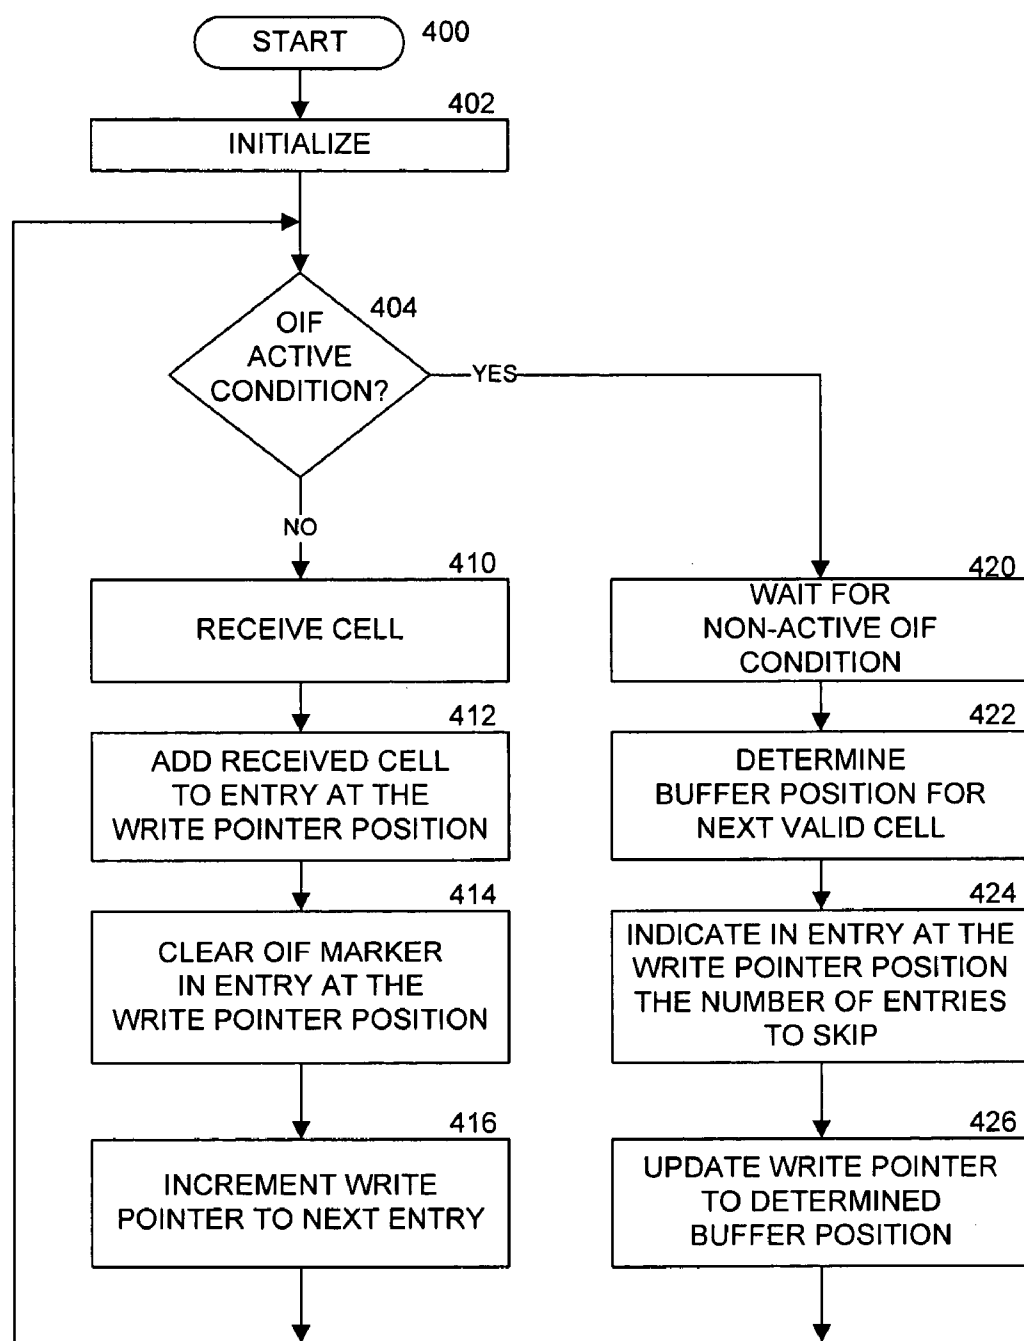 START
400
402
INITIALIZE
404
OIF
ACTIVE
CONDITION?
YES
NO
410
RECEIVE CELL
412
ADD RECEIVED CELL
TO ENTRY AT THE
WRITE POINTER POSITION
414
CLEAR OIF MARKER
IN ENTRY AT THE
WRITE POINTER POSITION
416
INCREMENT WRITE
POINTER TO NEXT ENTRY
420
WAIT FOR
NON-ACTIVE OIF
CONDITION
422
DETERMINE
BUFFER POSITION FOR
NEXT VALID CELL
424
INDICATE IN ENTRY AT THE
WRITE POINTER POSITION
THE NUMBER OF ENTRIES
TO SKIP
426
UPDATE WRITE POINTER
TO DETERMINED
BUFFER POSITION